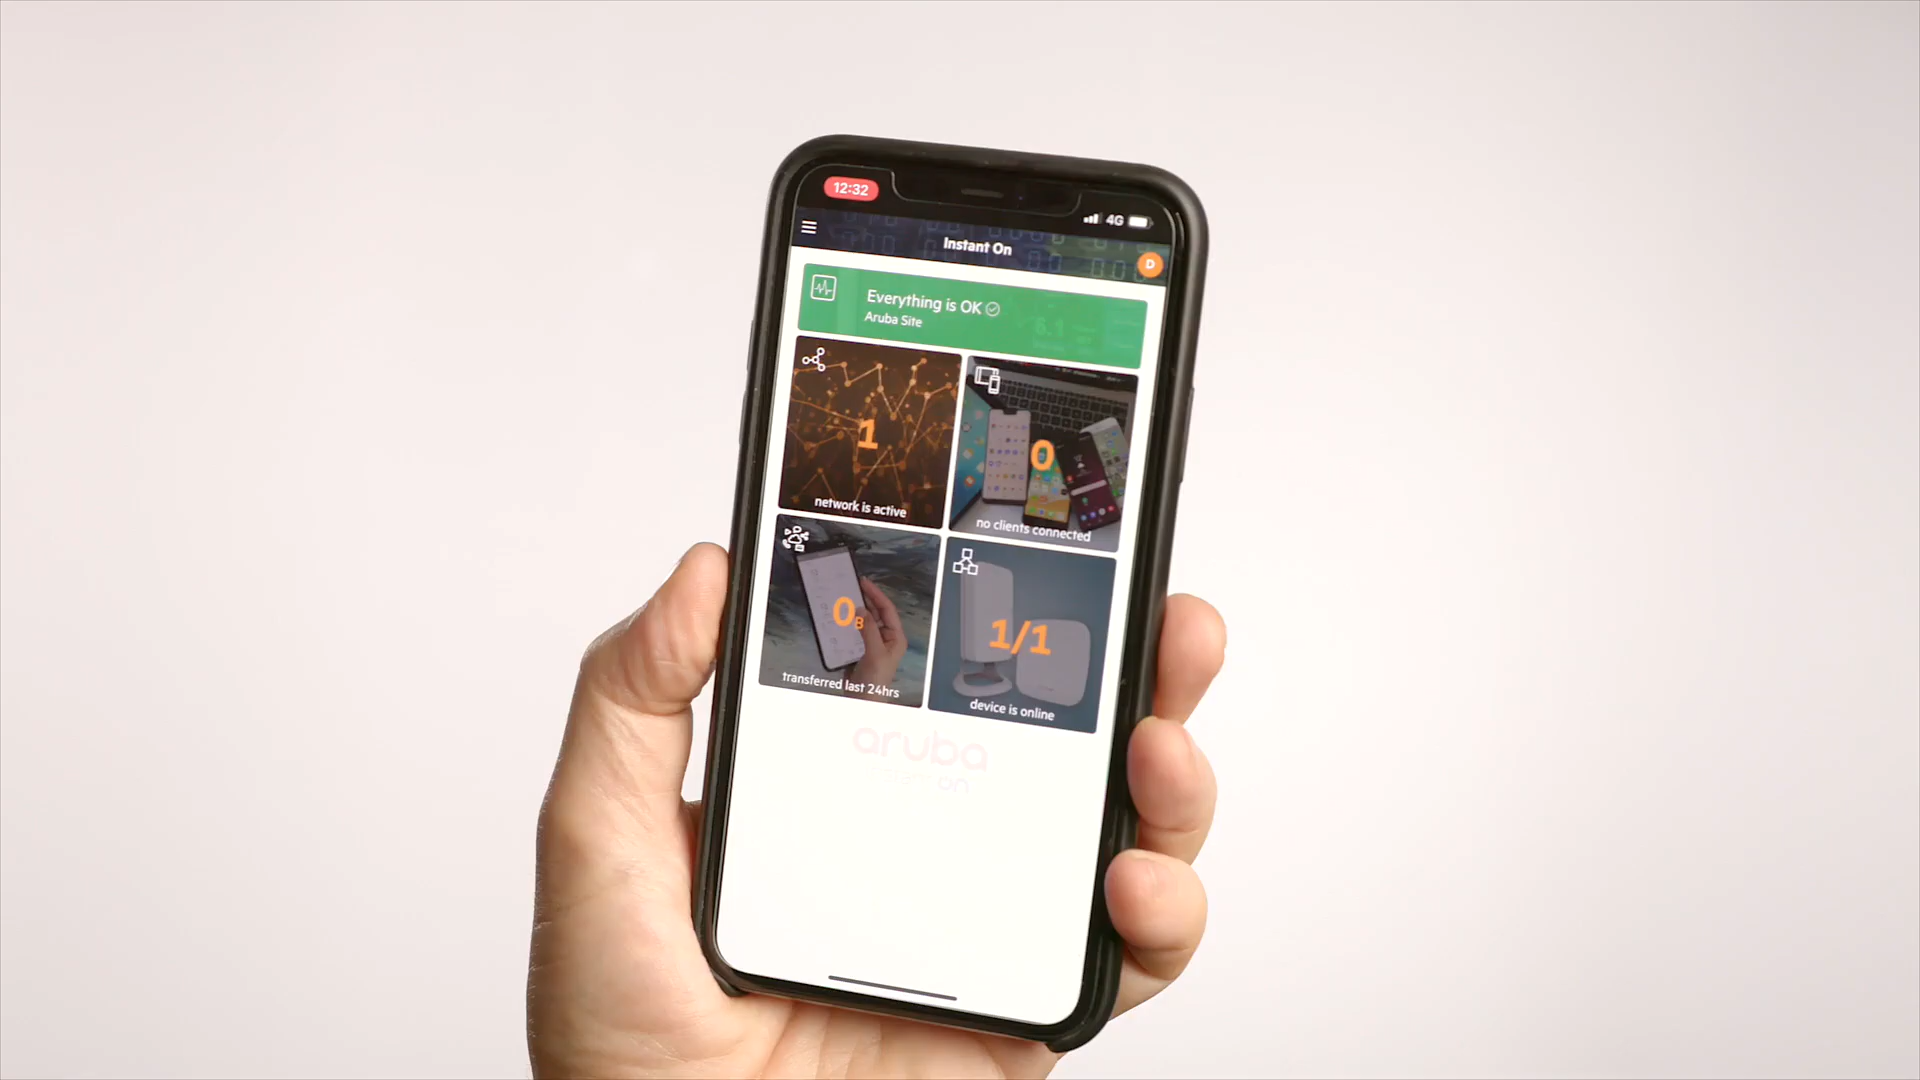 12:32
4G
Instant On
D
Everything is OK
Aruba Site
1
network is active
0
no clients connected
0B
transferred last 24hrs
1/1
device is online
aruba
instant on